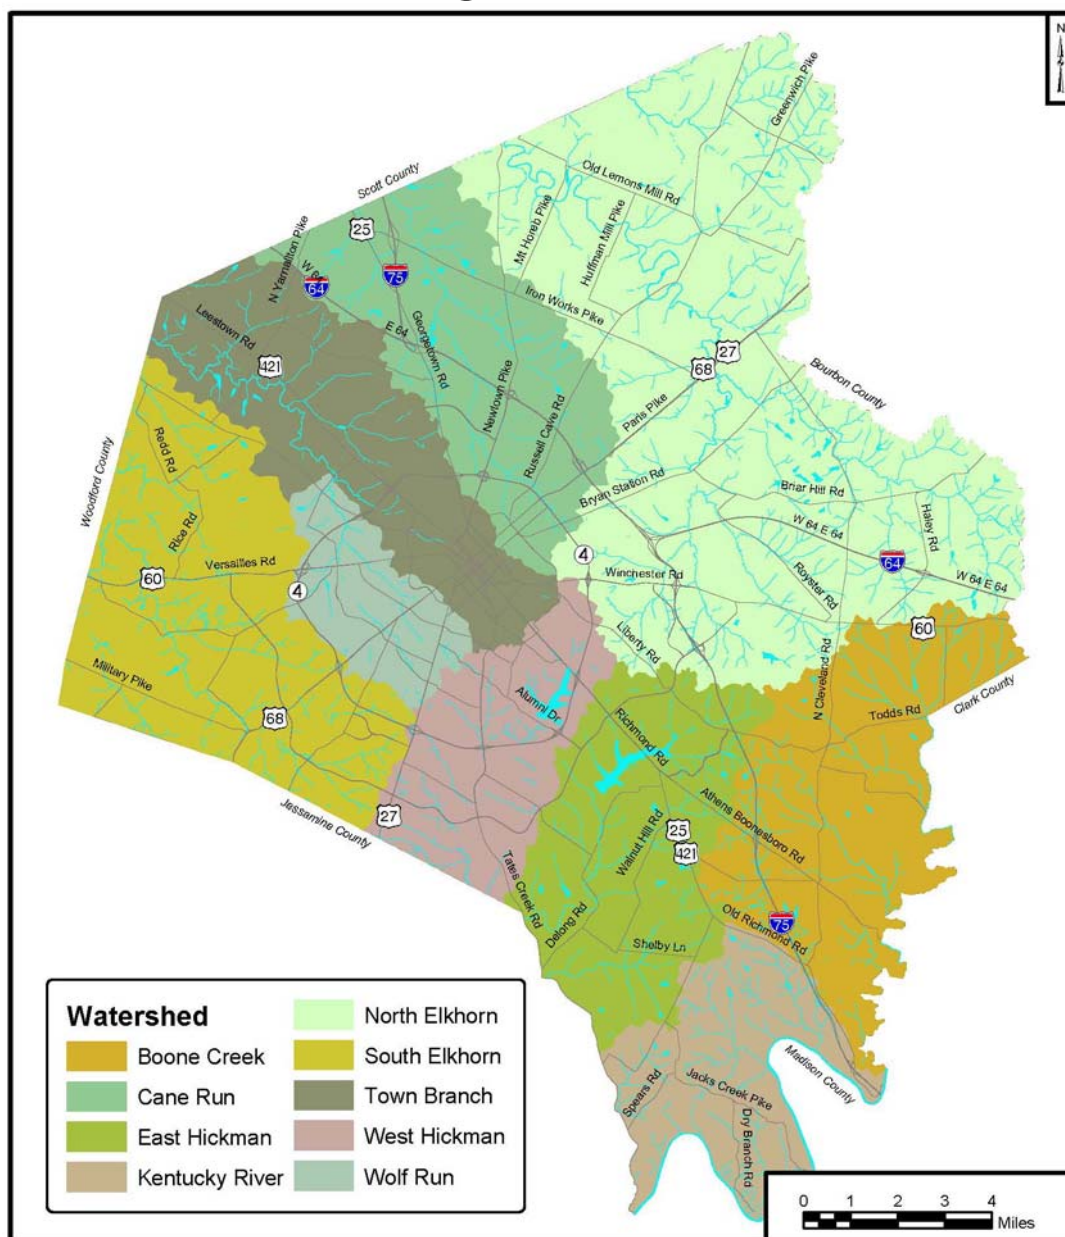 N
Greenwich Pike
Old Lemons Mill Rd
Scott County
Mt Horeb Pike
Huffman Mill Pike
N Yarnallton Pike
25
W 64
64
75
Iron Works Pike
Leestown Rd
E 64
Georgetown Rd
421
27
68
Newtown Pike
Paris Pike
Bourbon County
Russell Cave Rd
Redd Rd
Woodford County
Bryan Station Rd
Briar Hill Rd
Rice Rd
Haley Rd
W 64 E 64
Versailles Rd
60
4
4
Winchester Rd
Royster Rd
64
W 64 E 64
Liberty Rd
60
N Cleveland Rd
Military Pike
Alumni Dr
Clark County
68
Richmond Rd
Todds Rd
Jassamine County
27
Athens Boonesboro Rd
Walnut Hill Rd
25
421
Tates Creek Rd
Delong Rd
Old Richmond Rd
75
Shelby Ln
Madison County
Spears Rd
Jacks Creek Pike
Dry Branch Rd
Watershed
Boone Creek
Cane Run
East Hickman
Kentucky River
North Elkhorn
South Elkhorn
Town Branch
West Hickman
Wolf Run
0 1 2 3 4
Miles